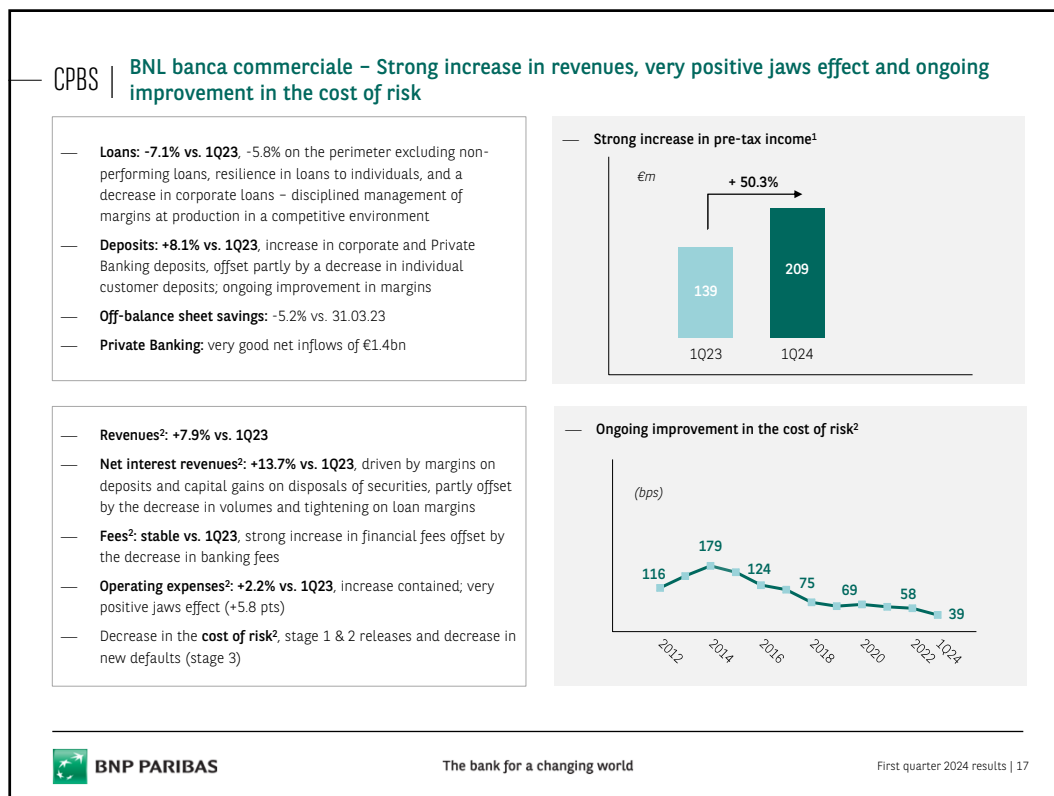 CPBS
BNL banca commerciale – Strong increase in revenues, very positive jaws effect and ongoing
improvement in the cost of risk
— Loans: -7.1% vs. 1Q23, -5.8% on the perimeter excluding non-
performing loans, resilience in loans to individuals, and a
decrease in corporate loans – disciplined management of
margins at production in a competitive environment
— Deposits: +8.1% vs. 1Q23, increase in corporate and Private
Banking deposits, offset partly by a decrease in individual
customer deposits; ongoing improvement in margins
— Off-balance sheet savings: -5.2% vs. 31.03.23
— Private Banking: very good net inflows of €1.4bn
— Strong increase in pre-tax income¹
€m
+ 50.3%
139
209
1Q23
1Q24
— Revenues²: +7.9% vs. 1Q23
— Net interest revenues²: +13.7% vs. 1Q23, driven by margins on
deposits and capital gains on disposals of securities, partly offset
by the decrease in volumes and tightening on loan margins
— Fees²: stable vs. 1Q23, strong increase in financial fees offset by
the decrease in banking fees
— Operating expenses²: +2.2% vs. 1Q23, increase contained; very
positive jaws effect (+5.8 pts)
— Decrease in the cost of risk², stage 1 & 2 releases and decrease in
new defaults (stage 3)
— Ongoing improvement in the cost of risk²
(bps)
116
179
124
75
69
58
39
2012
2014
2016
2018
2020
2022
1Q24
BNP PARIBAS
The bank for a changing world
First quarter 2024 results | 17